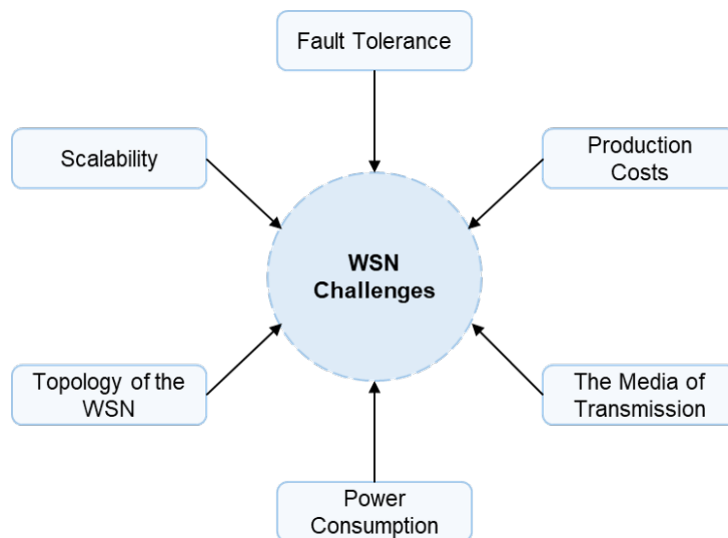 Fault Tolerance
Scalability
Production
Costs
WSN
Challenges
Topology of the
WSN
The Media of
Transmission
Power
Consumption